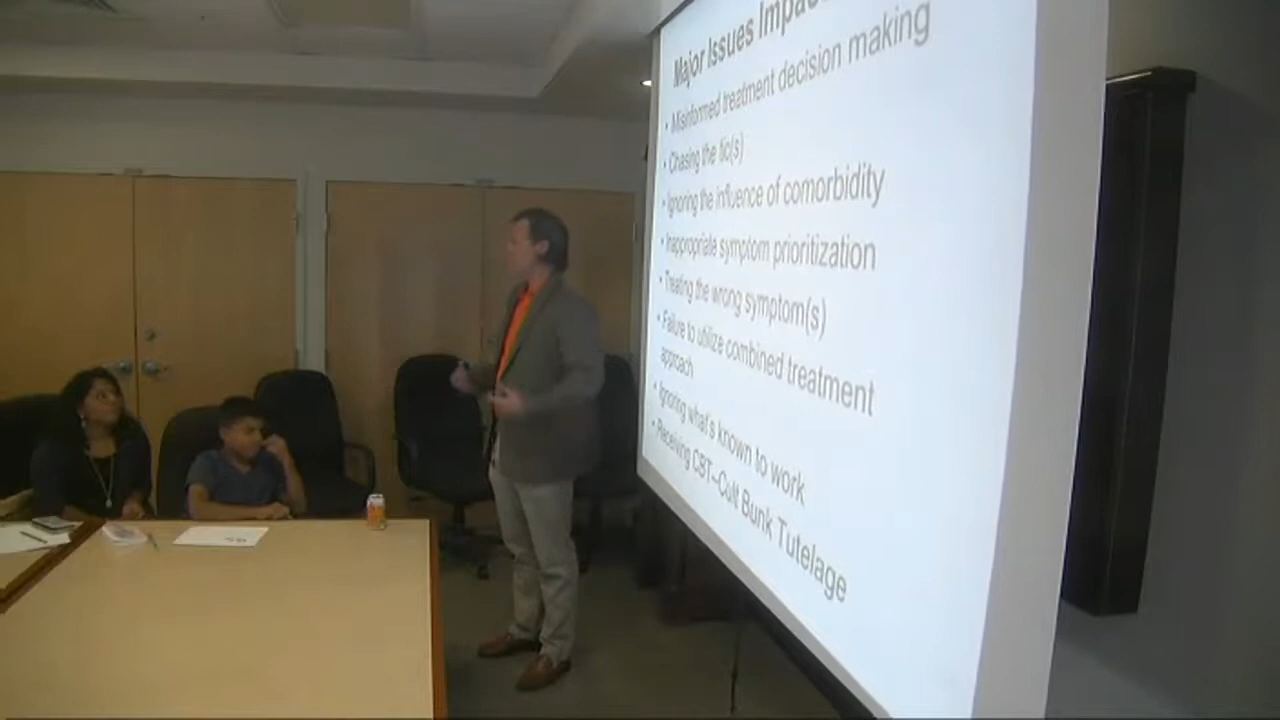 Major Issues Impac
• Misinformed treatment decision making
• Chasing the tic(s)
• Ignoring the influence of comorbidity
• Inappropriate symptom prioritization
• Treating the wrong symptom(s)
• Failure to utilize combined treatment
approach
• Ignoring what's known to work
• Receiving CBT–Cult Bunk Tutelage